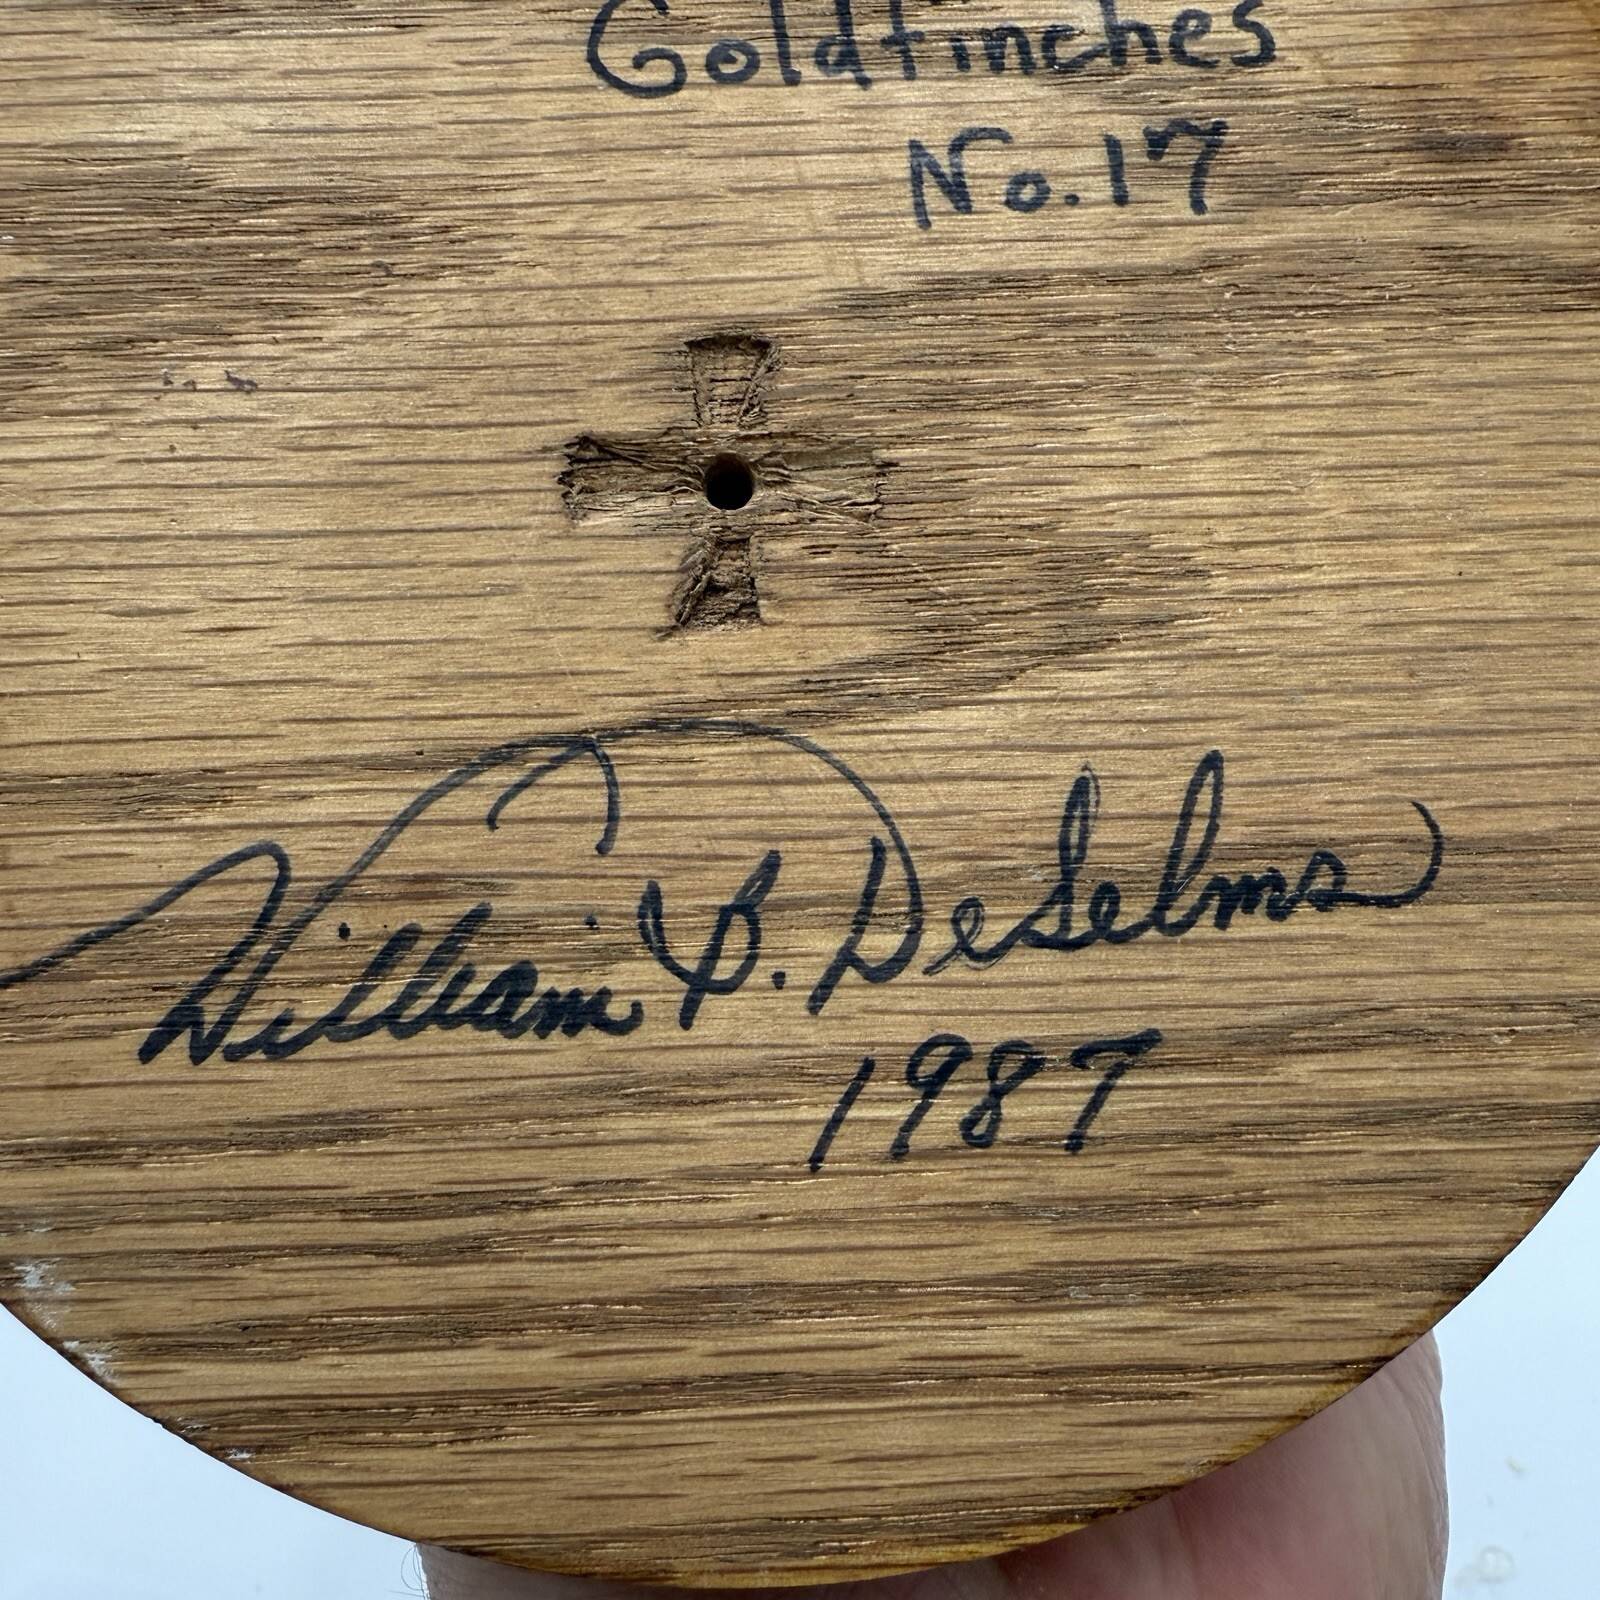 Goldfinches
No. 17
William B. DeSelms
1987